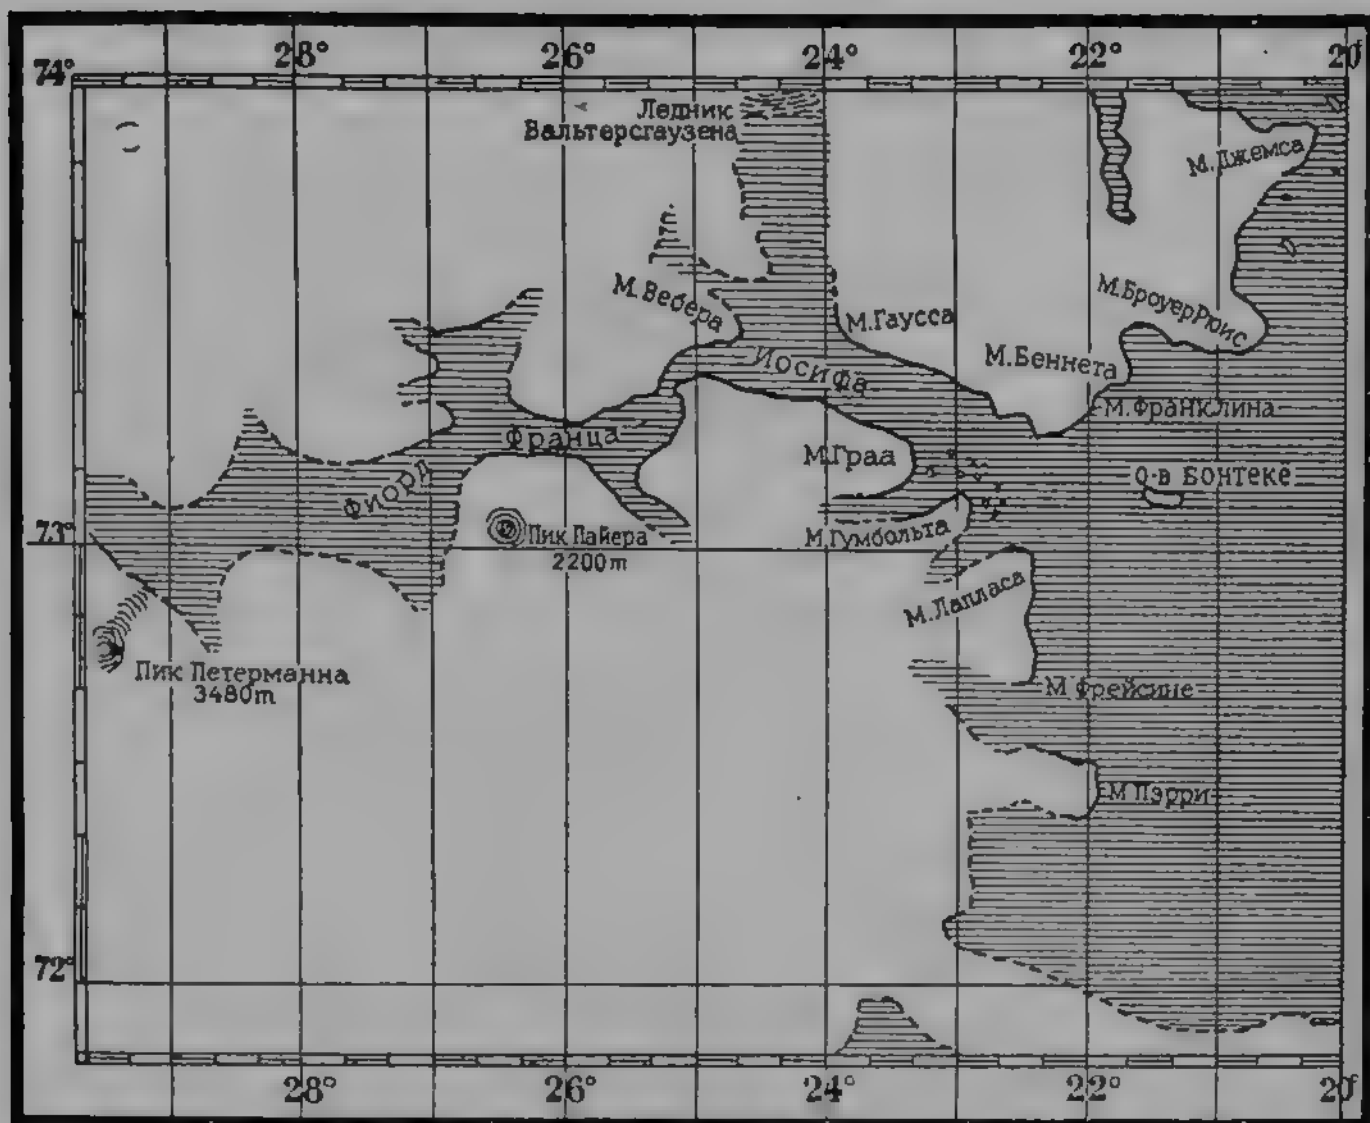 28° 26° 24° 22° 20°
74°
Ледник
Вальтерсгаузена
М.Джемса
М.Вебера
М.Гаусса
М.БроуерРюис
М.Беннета
Иосифа
М.Франклина
Франца
М.Граа
О-в БОНТЕКЕ
Фиорд
73°
Пик Пайера
2200m
М.Гумбольта
М.Лапласа
Пик Петерманна
3480m
М Фрейсине
М Пэрри
72°
28° 26° 24° 22° 20°